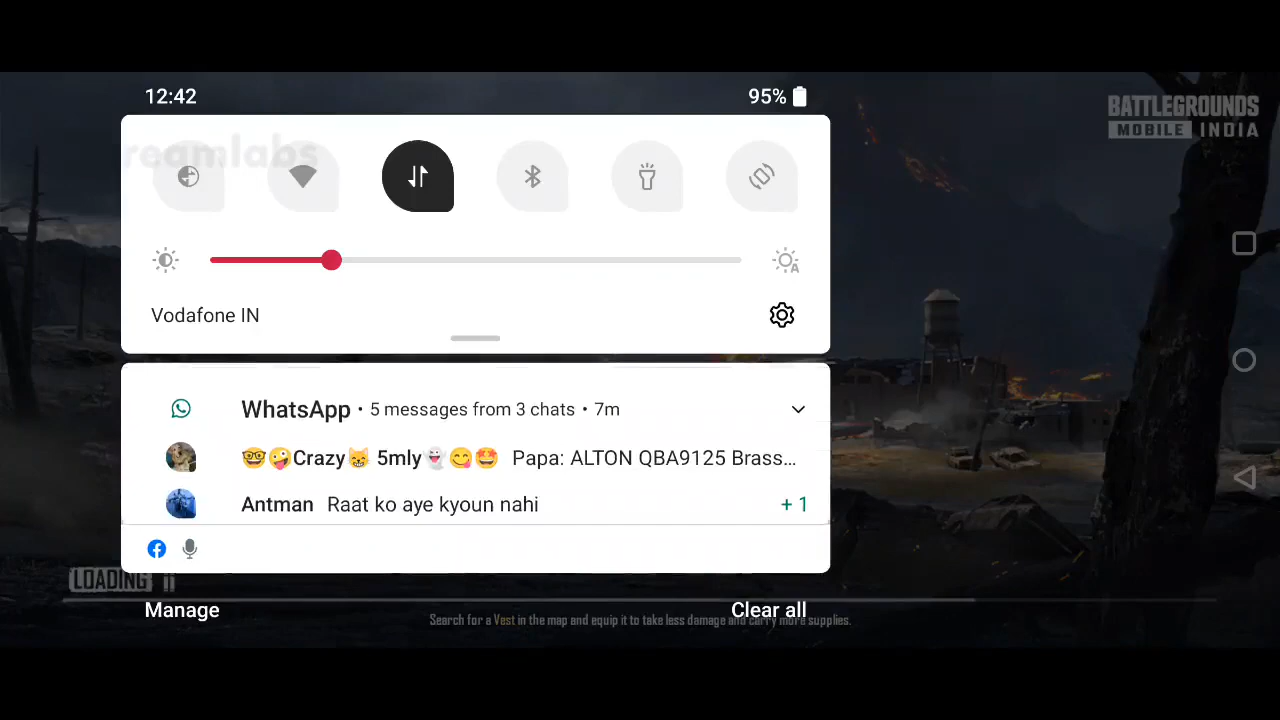 12:42
95%
BATTLEGROUNDS
MOBILE INDIA
reamlabs
Vodafone IN
WhatsApp • 5 messages from 3 chats • 7m
🤓🤪Crazy😸 5mly👻😋🤩 Papa: ALTON QBA9125 Brass...
Antman Raat ko aye kyoun nahi +1
LOADING
Manage
Clear all
Search for a Vest in the map and equip it to take less damage and carry more supplies.